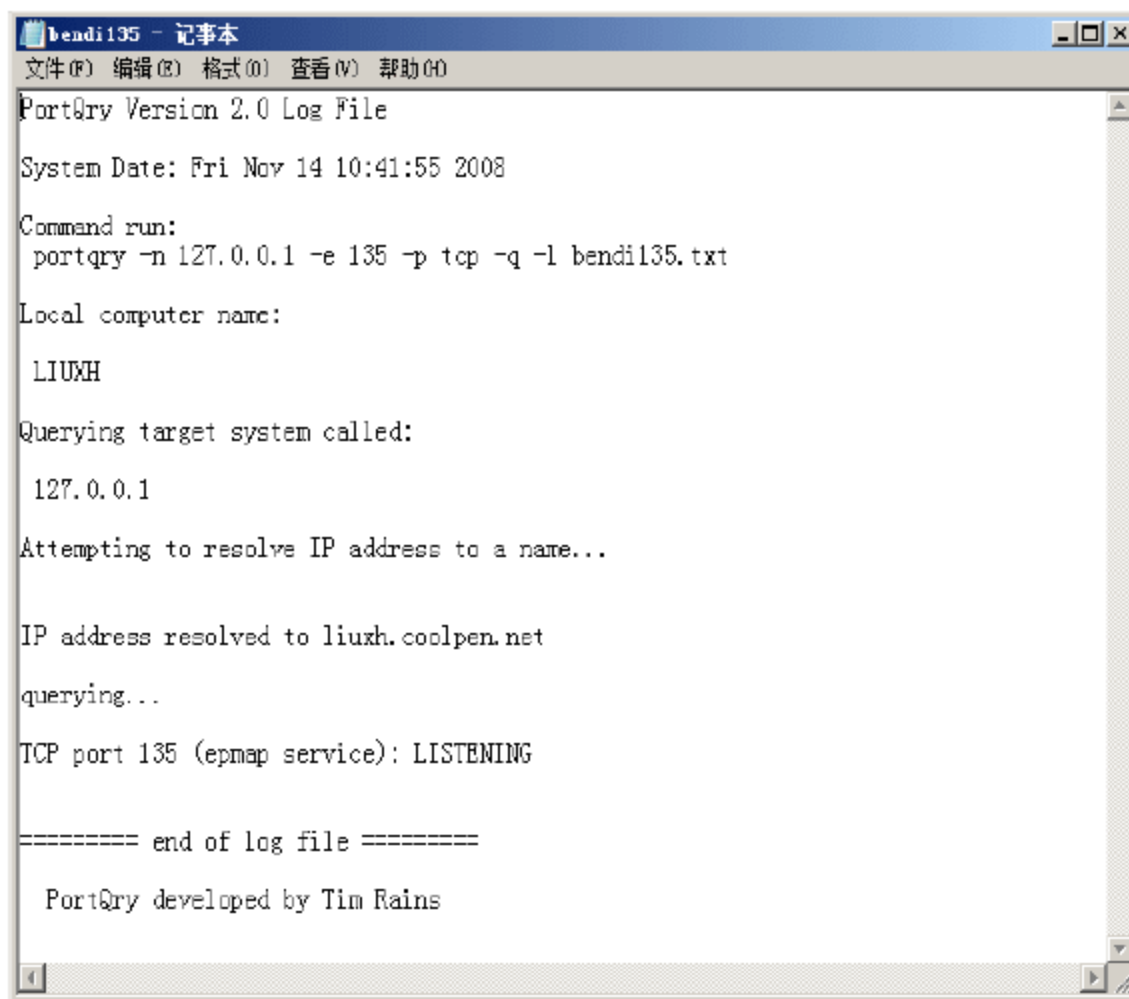 bendi135 - 记事本
文件(F) 编辑(E) 格式(O) 查看(V) 帮助(H)
PortQry Version 2.0 Log File
System Date: Fri Nov 14 10:41:55 2008
Command run:
portqry -n 127.0.0.1 -e 135 -p tcp -q -l bendi135.txt
Local computer name:
LIUXH
Querying target system called:
127.0.0.1
Attempting to resolve IP address to a name...
IP address resolved to liuxh.coolpen.net
querying...
TCP port 135 (epmap service): LISTENING
========= end of log file =========
PortQry developed by Tim Rains